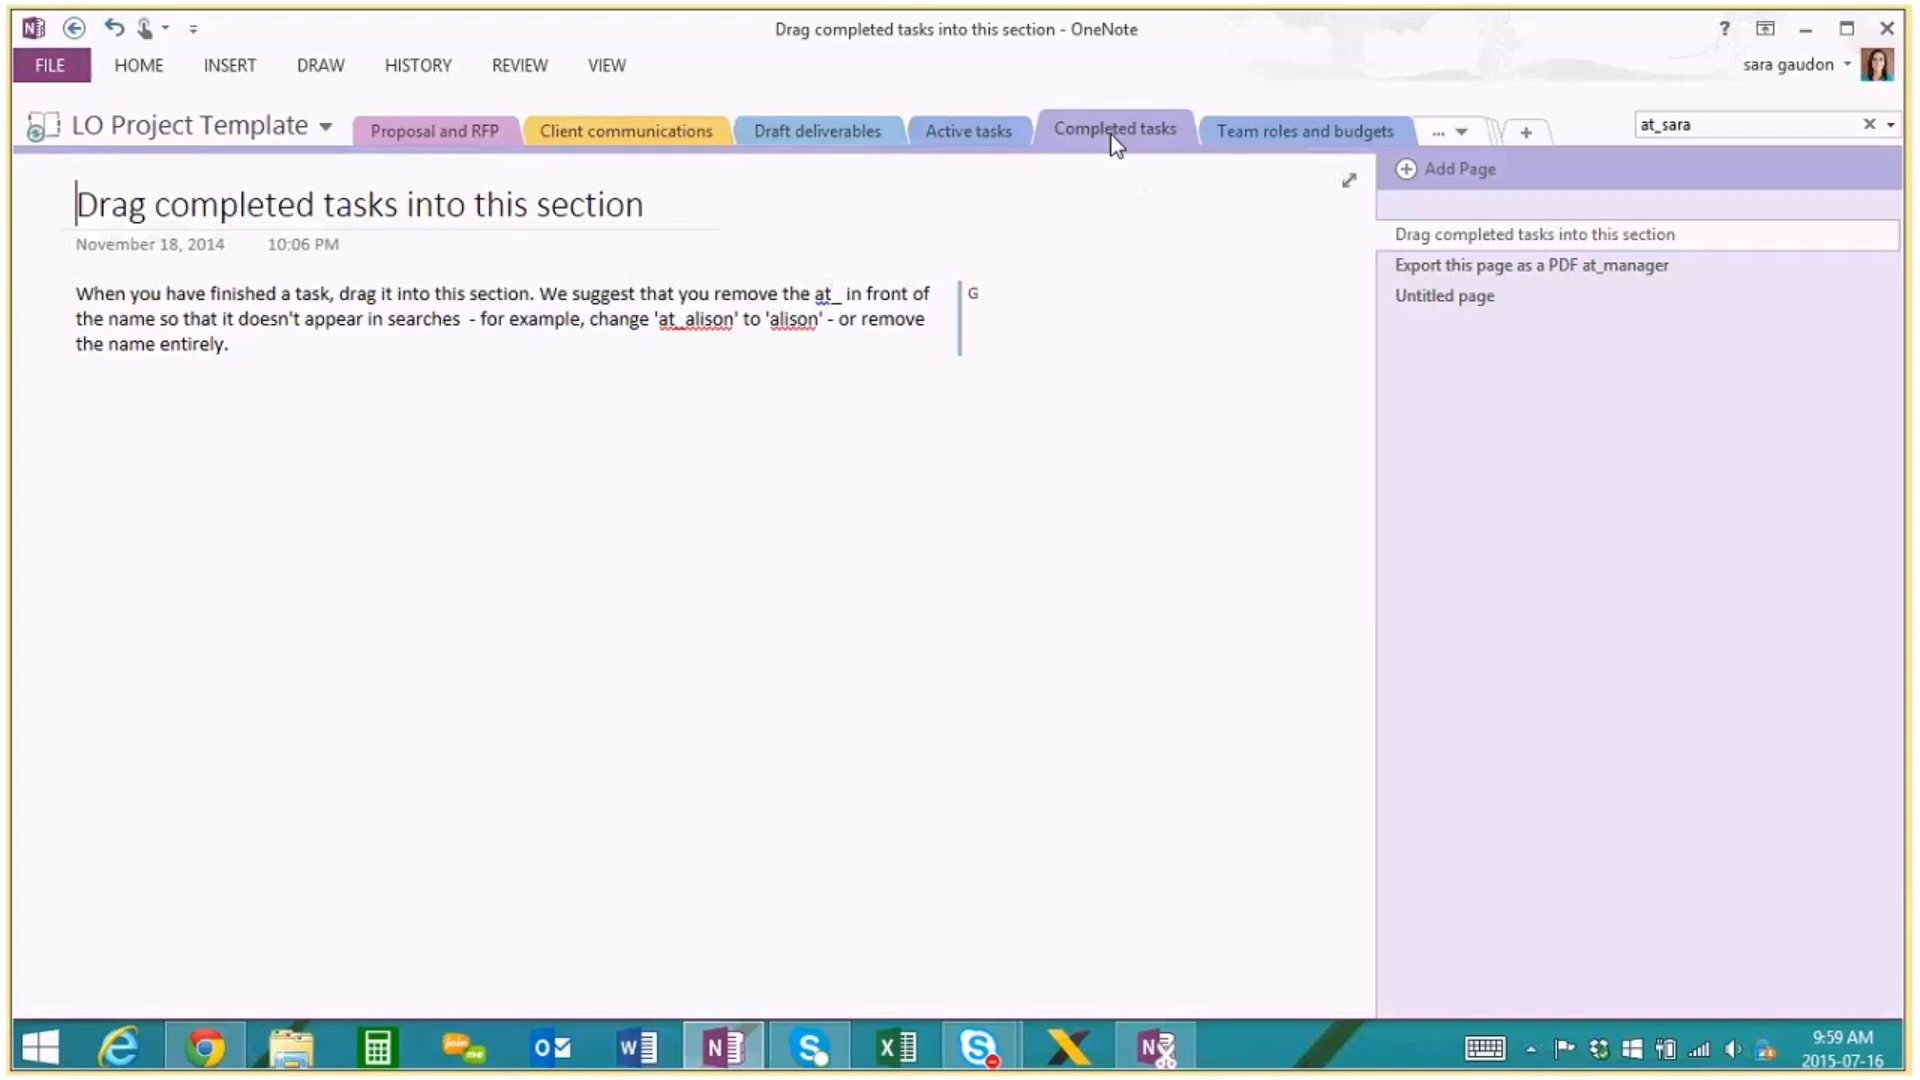 Drag completed tasks into this section - OneNote
?
FILE HOME INSERT DRAW HISTORY REVIEW VIEW
sara gaudon
LO Project Template
Proposal and RFP
Client communications
Draft deliverables
Active tasks
Completed tasks
Team roles and budgets
...
at_sara
Add Page
Drag completed tasks into this section
November 18, 2014 10:06 PM
When you have finished a task, drag it into this section. We suggest that you remove the at_ in front of
the name so that it doesn't appear in searches - for example, change 'at_alison' to 'alison' - or remove
the name entirely.
G
Drag completed tasks into this section
Export this page as a PDF at_manager
Untitled page
join
me
9:59 AM
2015-07-16